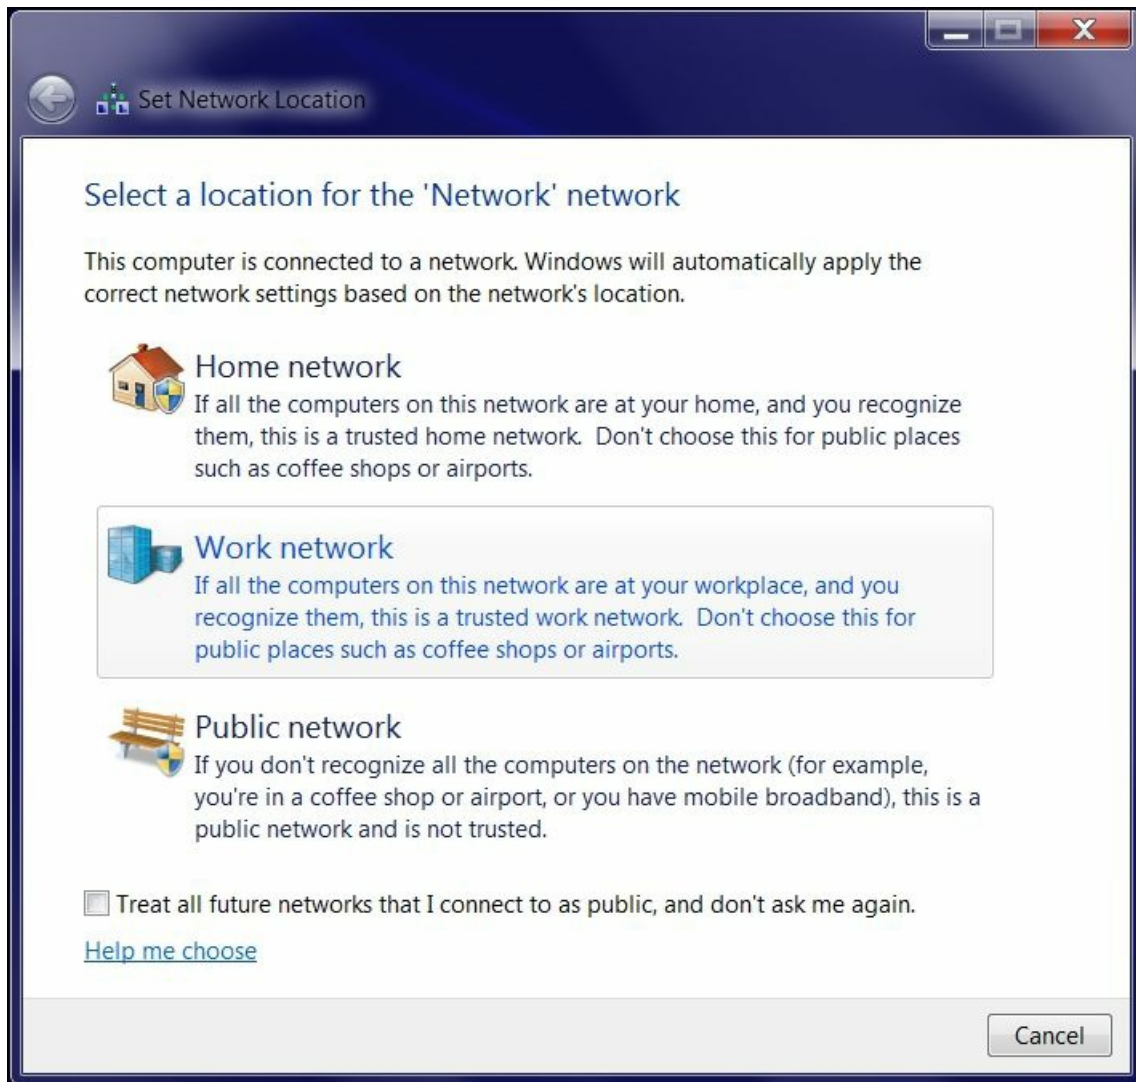 Set Network Location
Select a location for the 'Network' network
This computer is connected to a network. Windows will automatically apply the
correct network settings based on the network's location.
Home network
If all the computers on this network are at your home, and you recognize
them, this is a trusted home network.  Don't choose this for public places
such as coffee shops or airports.
Work network
If all the computers on this network are at your workplace, and you
recognize them, this is a trusted work network.  Don't choose this for
public places such as coffee shops or airports.
Public network
If you don't recognize all the computers on the network (for example,
you're in a coffee shop or airport, or you have mobile broadband), this is a
public network and is not trusted.
Treat all future networks that I connect to as public, and don't ask me again.
Help me choose
Cancel